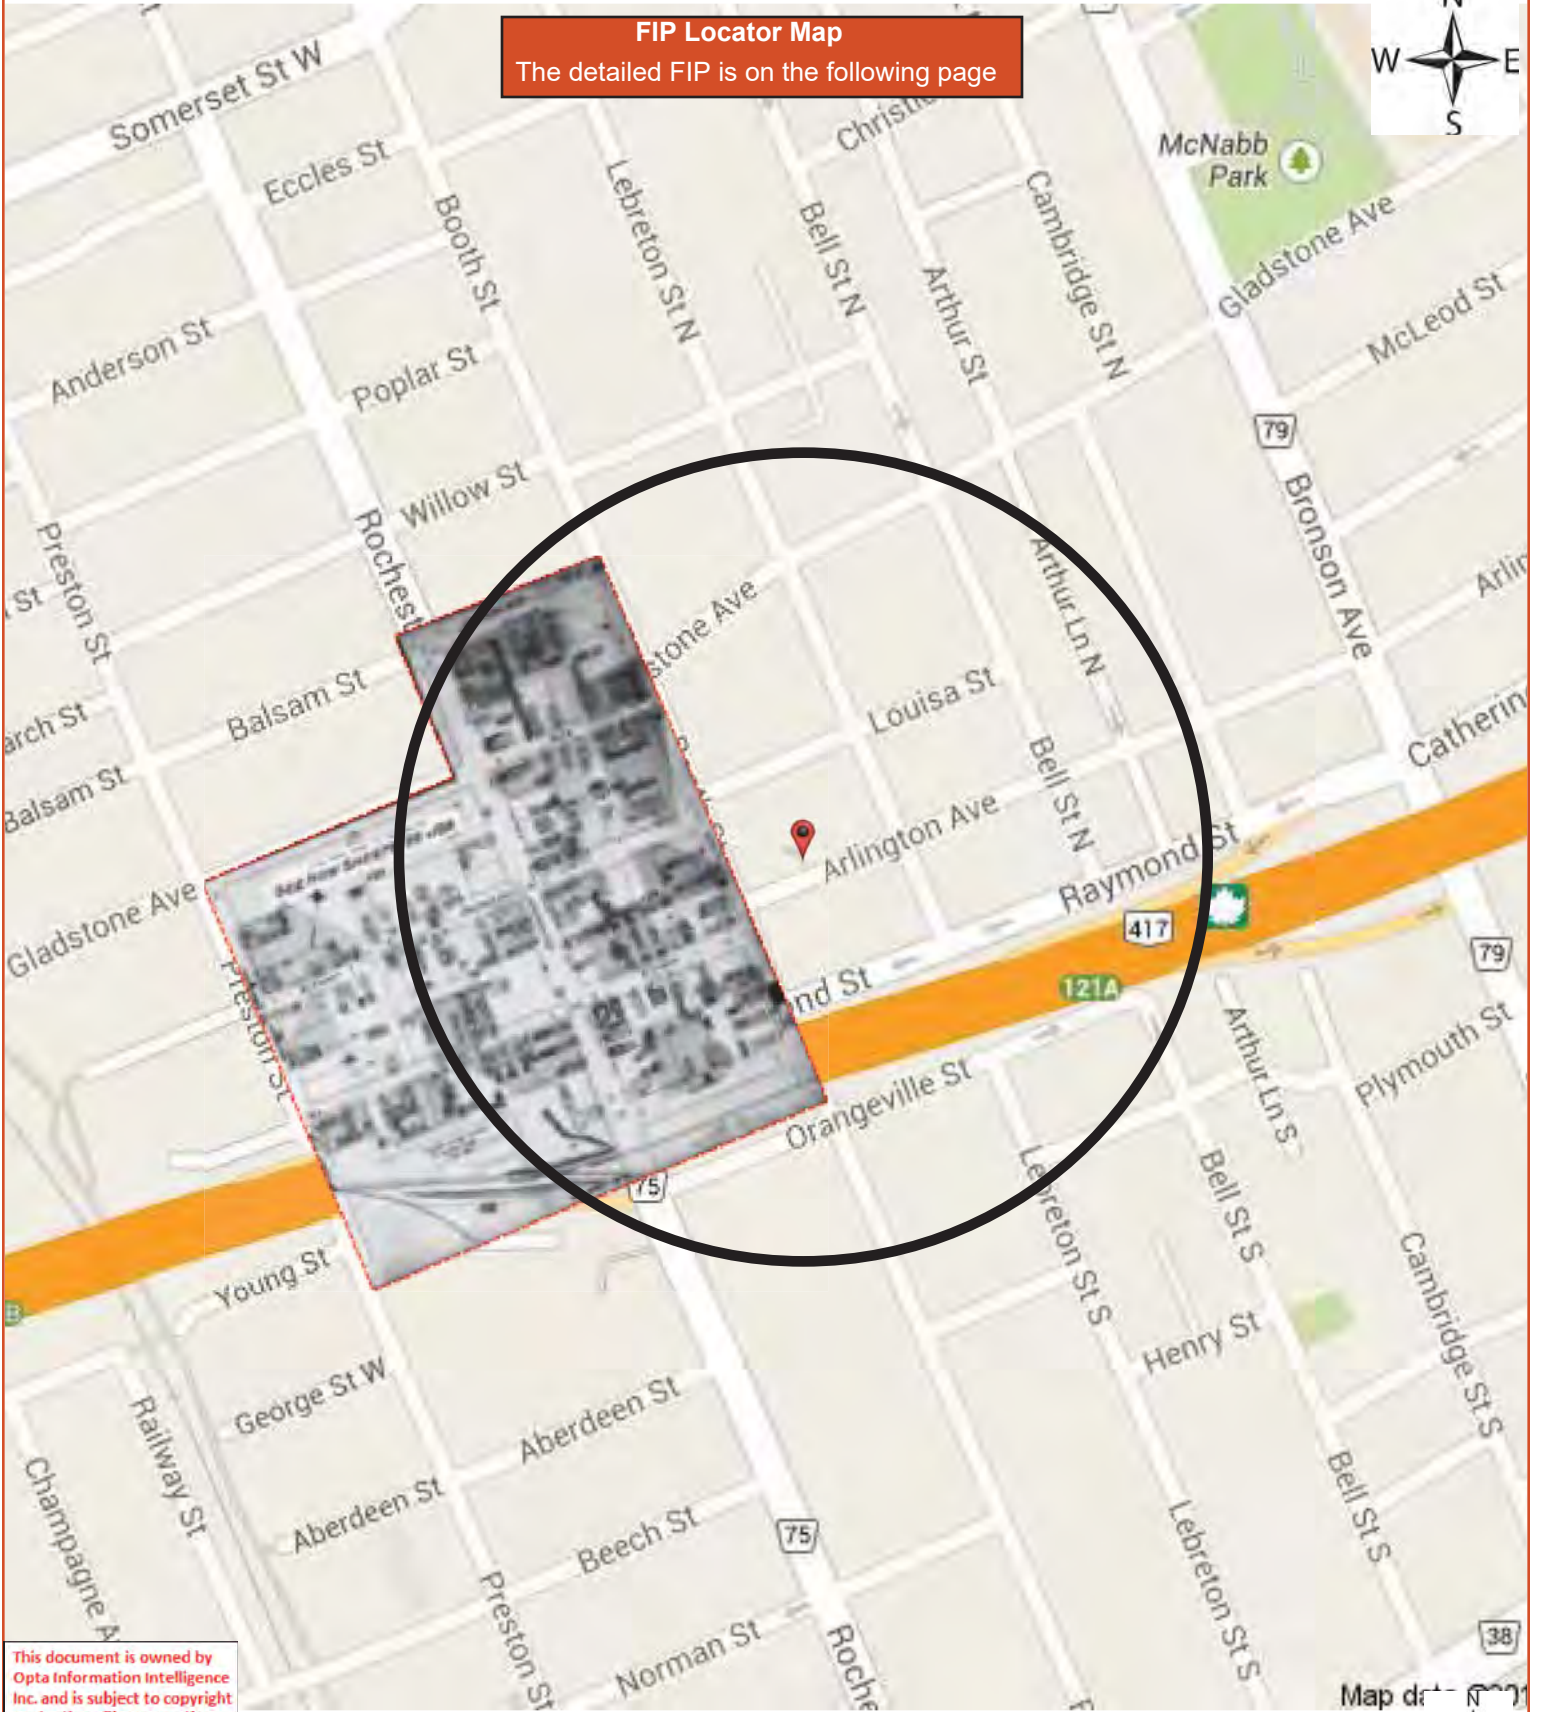 FIP Locator Map
The detailed FIP is on the following page
N
W E
S
Somerset St W
Eccles St
Booth St
Lebreton St N
Bell St N
Arthur St
Cambridge St N
McNabb
Park
Gladstone Ave
McLeod St
Anderson St
Poplar St
79
Willow St
Preston St
Bronson Ave
Arthur Ln N
St
Balsam St
Louisa St
Balsam St
Bell St N
Arlington Ave
Raymond St
Gladstone Ave
Preston St
417
79
121A
nd St
Orangeville St
Arthur Ln S
Plymouth St
75
Lebreton St S
Bell St S
Young St
B
Cambridge St S
Henry St
George St W
Aberdeen St
Railway St
Aberdeen St
Bell St S
Beech St
75
Lebreton St S
Preston St
Norman St
38
This document is owned by
Opta Information Intelligence
Inc. and is subject to copyright
Map
N